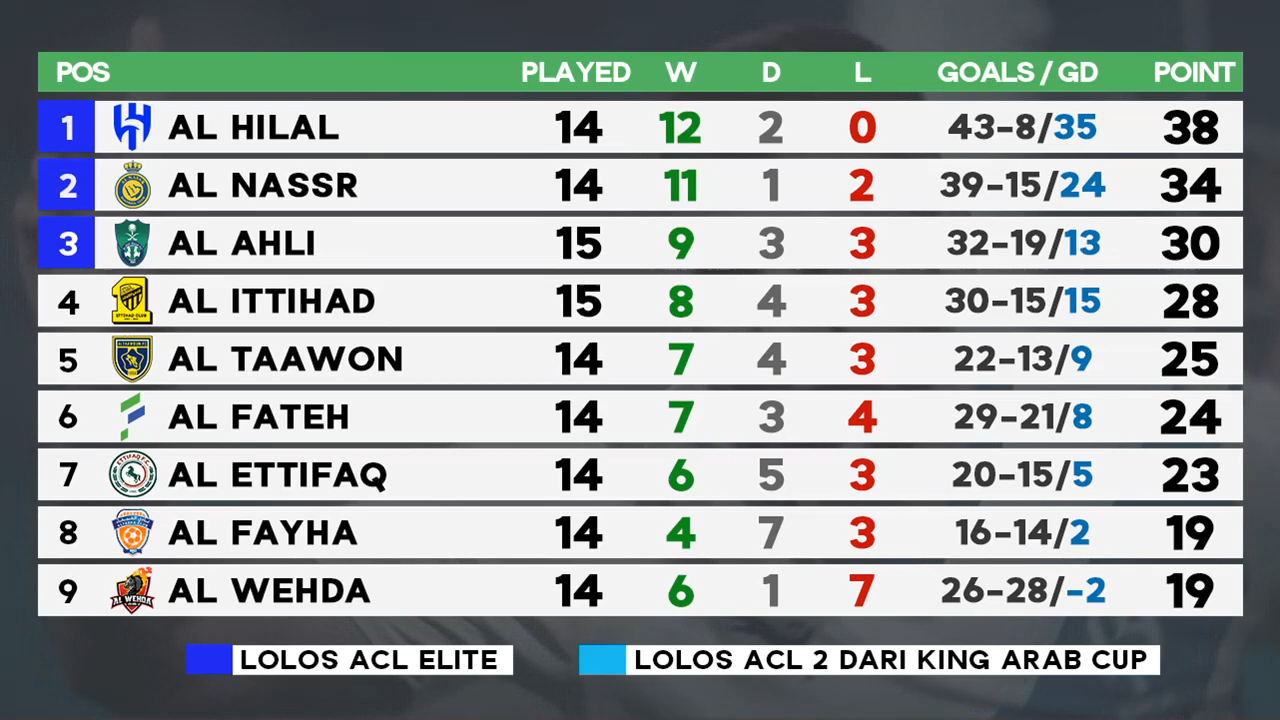 POS PLAYED W D L GOALS / GD POINT
1 AL HILAL 14 12 2 0 43-8/35 38
2 AL NASSR 14 11 1 2 39-15/24 34
3 AL AHLI 15 9 3 3 32-19/13 30
4 AL ITTIHAD 15 8 4 3 30-15/15 28
5 AL TAAWON 14 7 4 3 22-13/9 25
6 AL FATEH 14 7 3 4 29-21/8 24
7 AL ETTIFAQ 14 6 5 3 20-15/5 23
8 AL FAYHA 14 4 7 3 16-14/2 19
9 AL WEHDA 14 6 1 7 26-28/-2 19
LOLOS ACL ELITE LOLOS ACL 2 DARI KING ARAB CUP